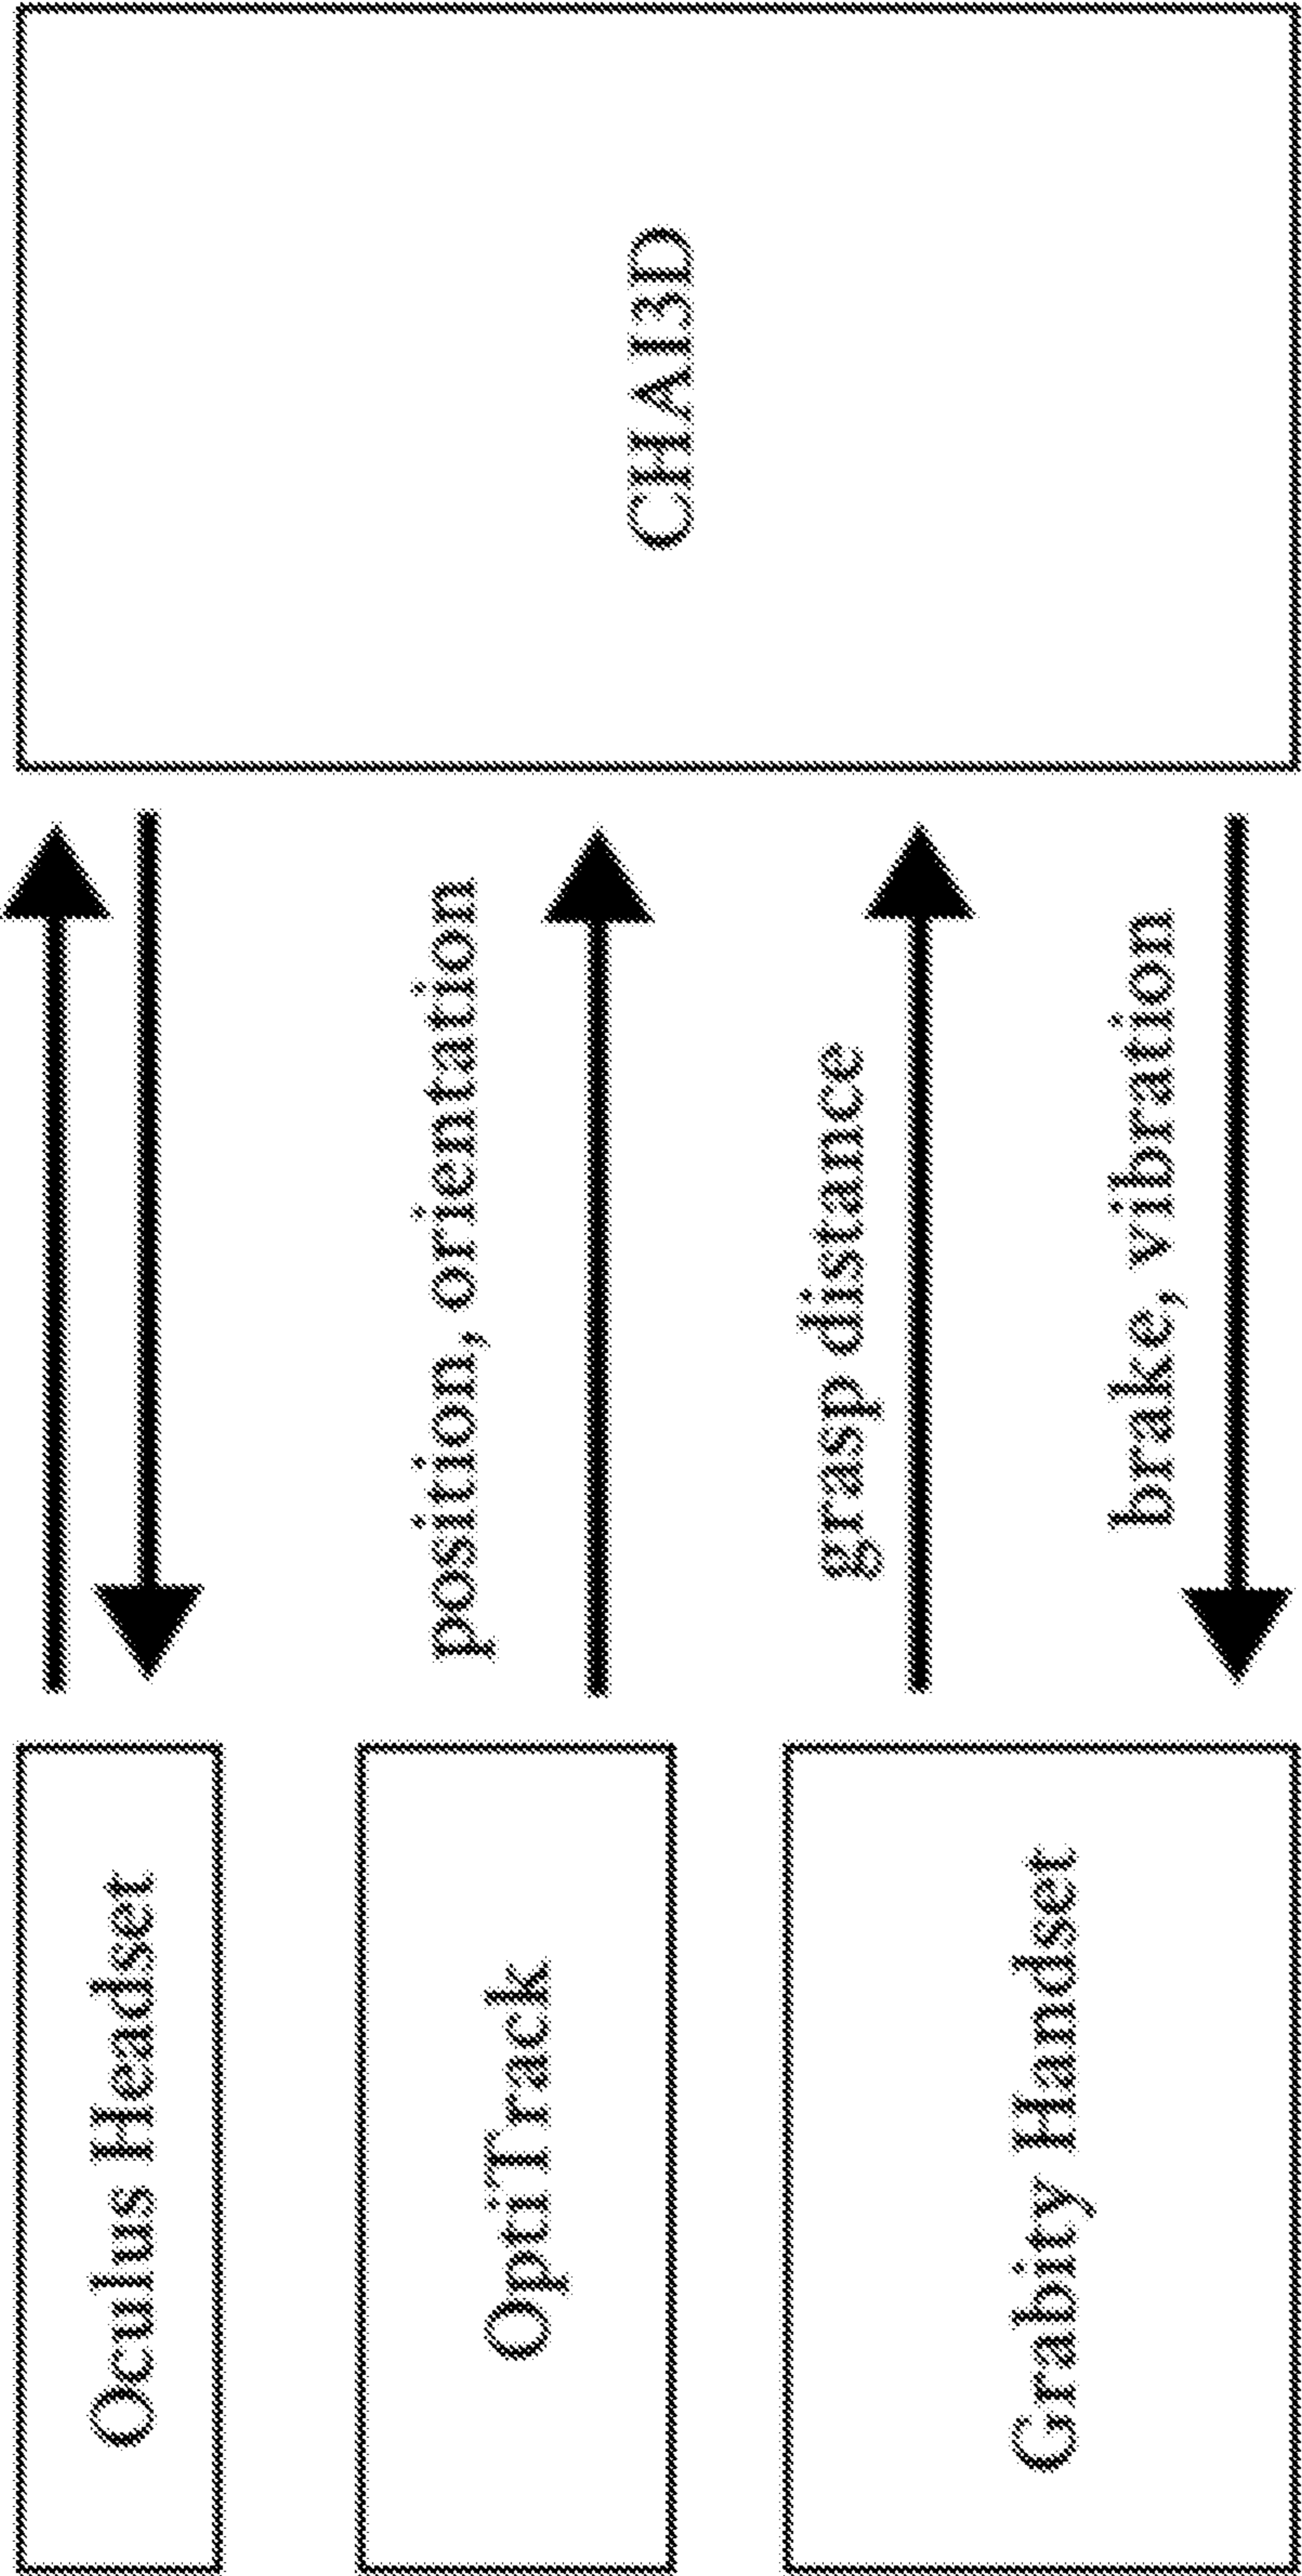 Oculus Headset
CHAI3D
position, orientation
OptiTrack
grasp distance
Grabity Handset
brake, vibration